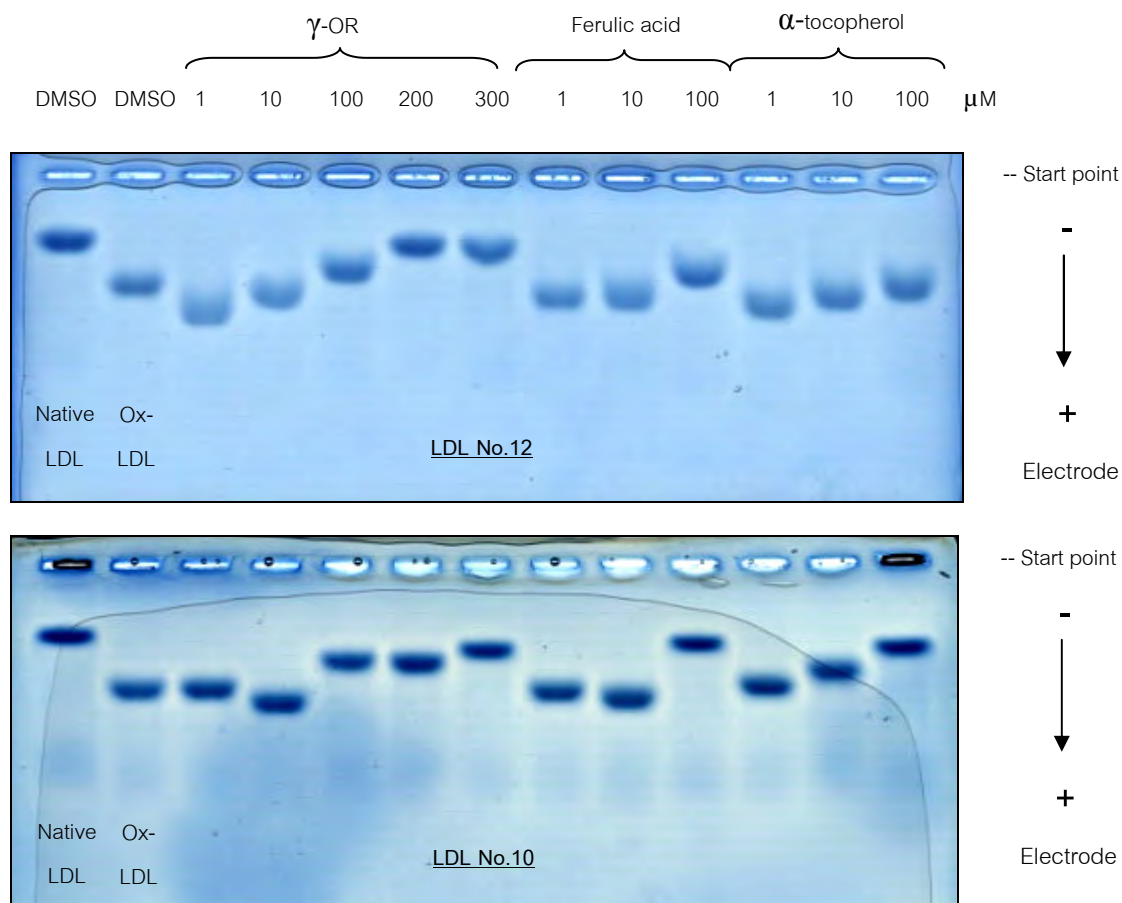 γ-OR Ferulic acid α-tocopherol
DMSO DMSO 1 10 100 200 300 1 10 100 1 10 100 μM
-- Start point
-
+
Electrode
Native Ox-
LDL LDL
LDL No.12
-- Start point
-
+
Electrode
Native Ox-
LDL LDL
LDL No.10